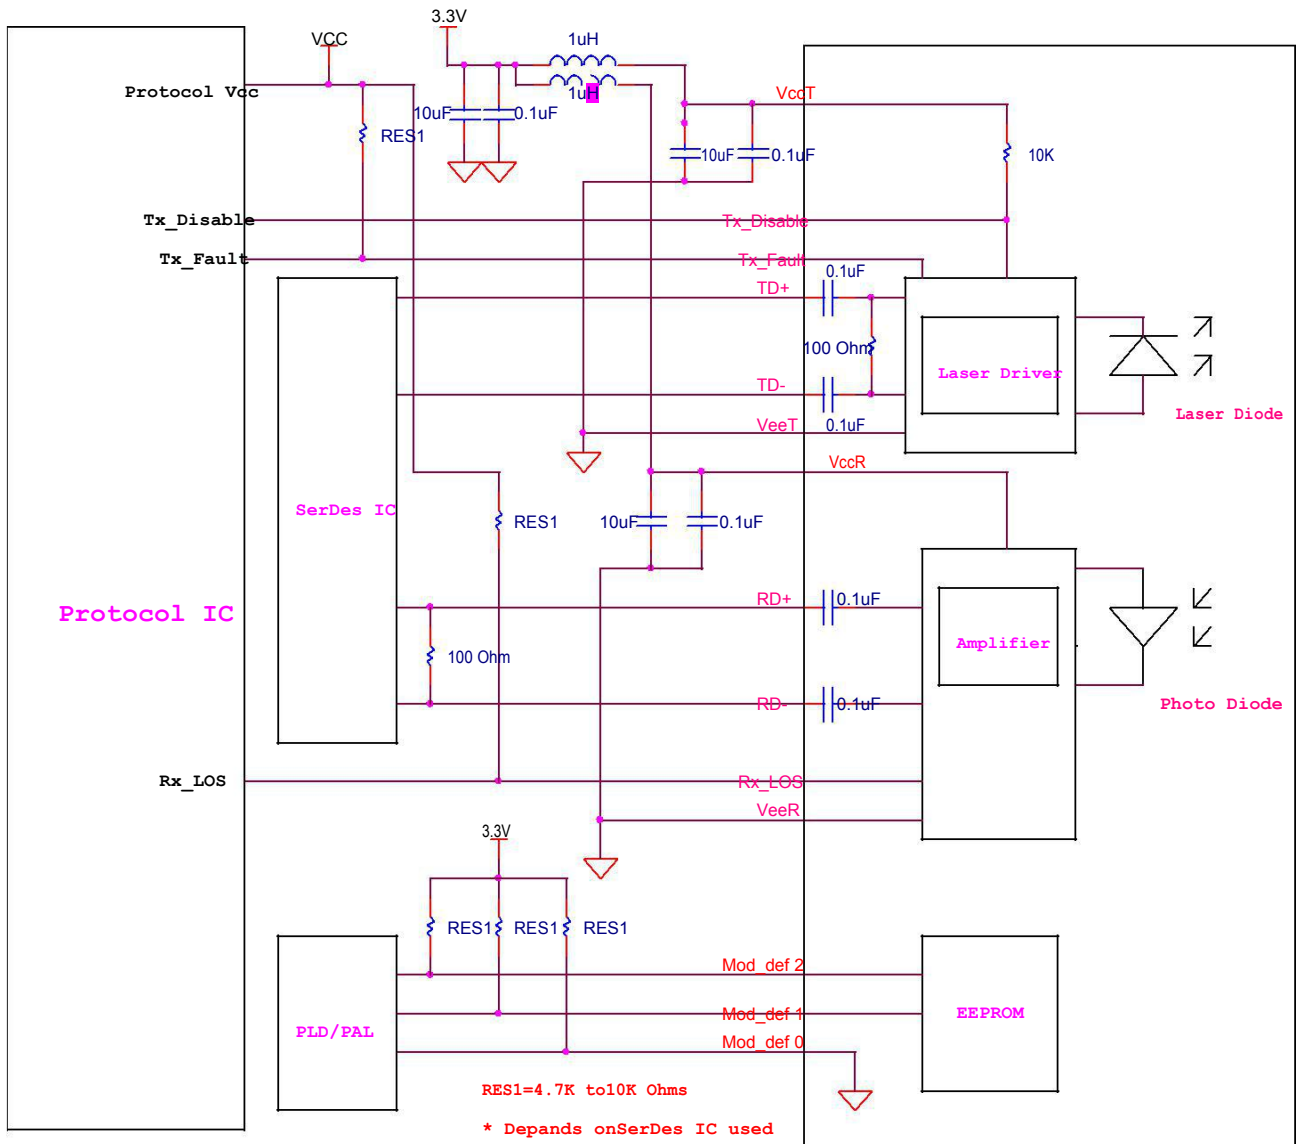 3.3V
VCC
1uH
1uH
Protocol Vcc
VccT
10uF
0.1uF
RES1
10uF
0.1uF
10K
Tx_Disable
Tx_Disable
Tx_Fault
Tx_Fault
0.1uF
TD+
100 Ohm
Laser Driver
TD-
Laser Diode
VeeT
0.1uF
VccR
SerDes IC
RES1
10uF
0.1uF
Protocol IC
RD+
0.1uF
Amplifier
100 Ohm
RD-
0.1uF
Photo Diode
Rx_LOS
Rx_LOS
VeeR
3.3V
RES1
RES1
RES1
Mod_def 2
Mod_def 1
EEPROM
PLD/PAL
Mod_def 0
RES1=4.7K to10K Ohms
* Depands onSerDes IC used